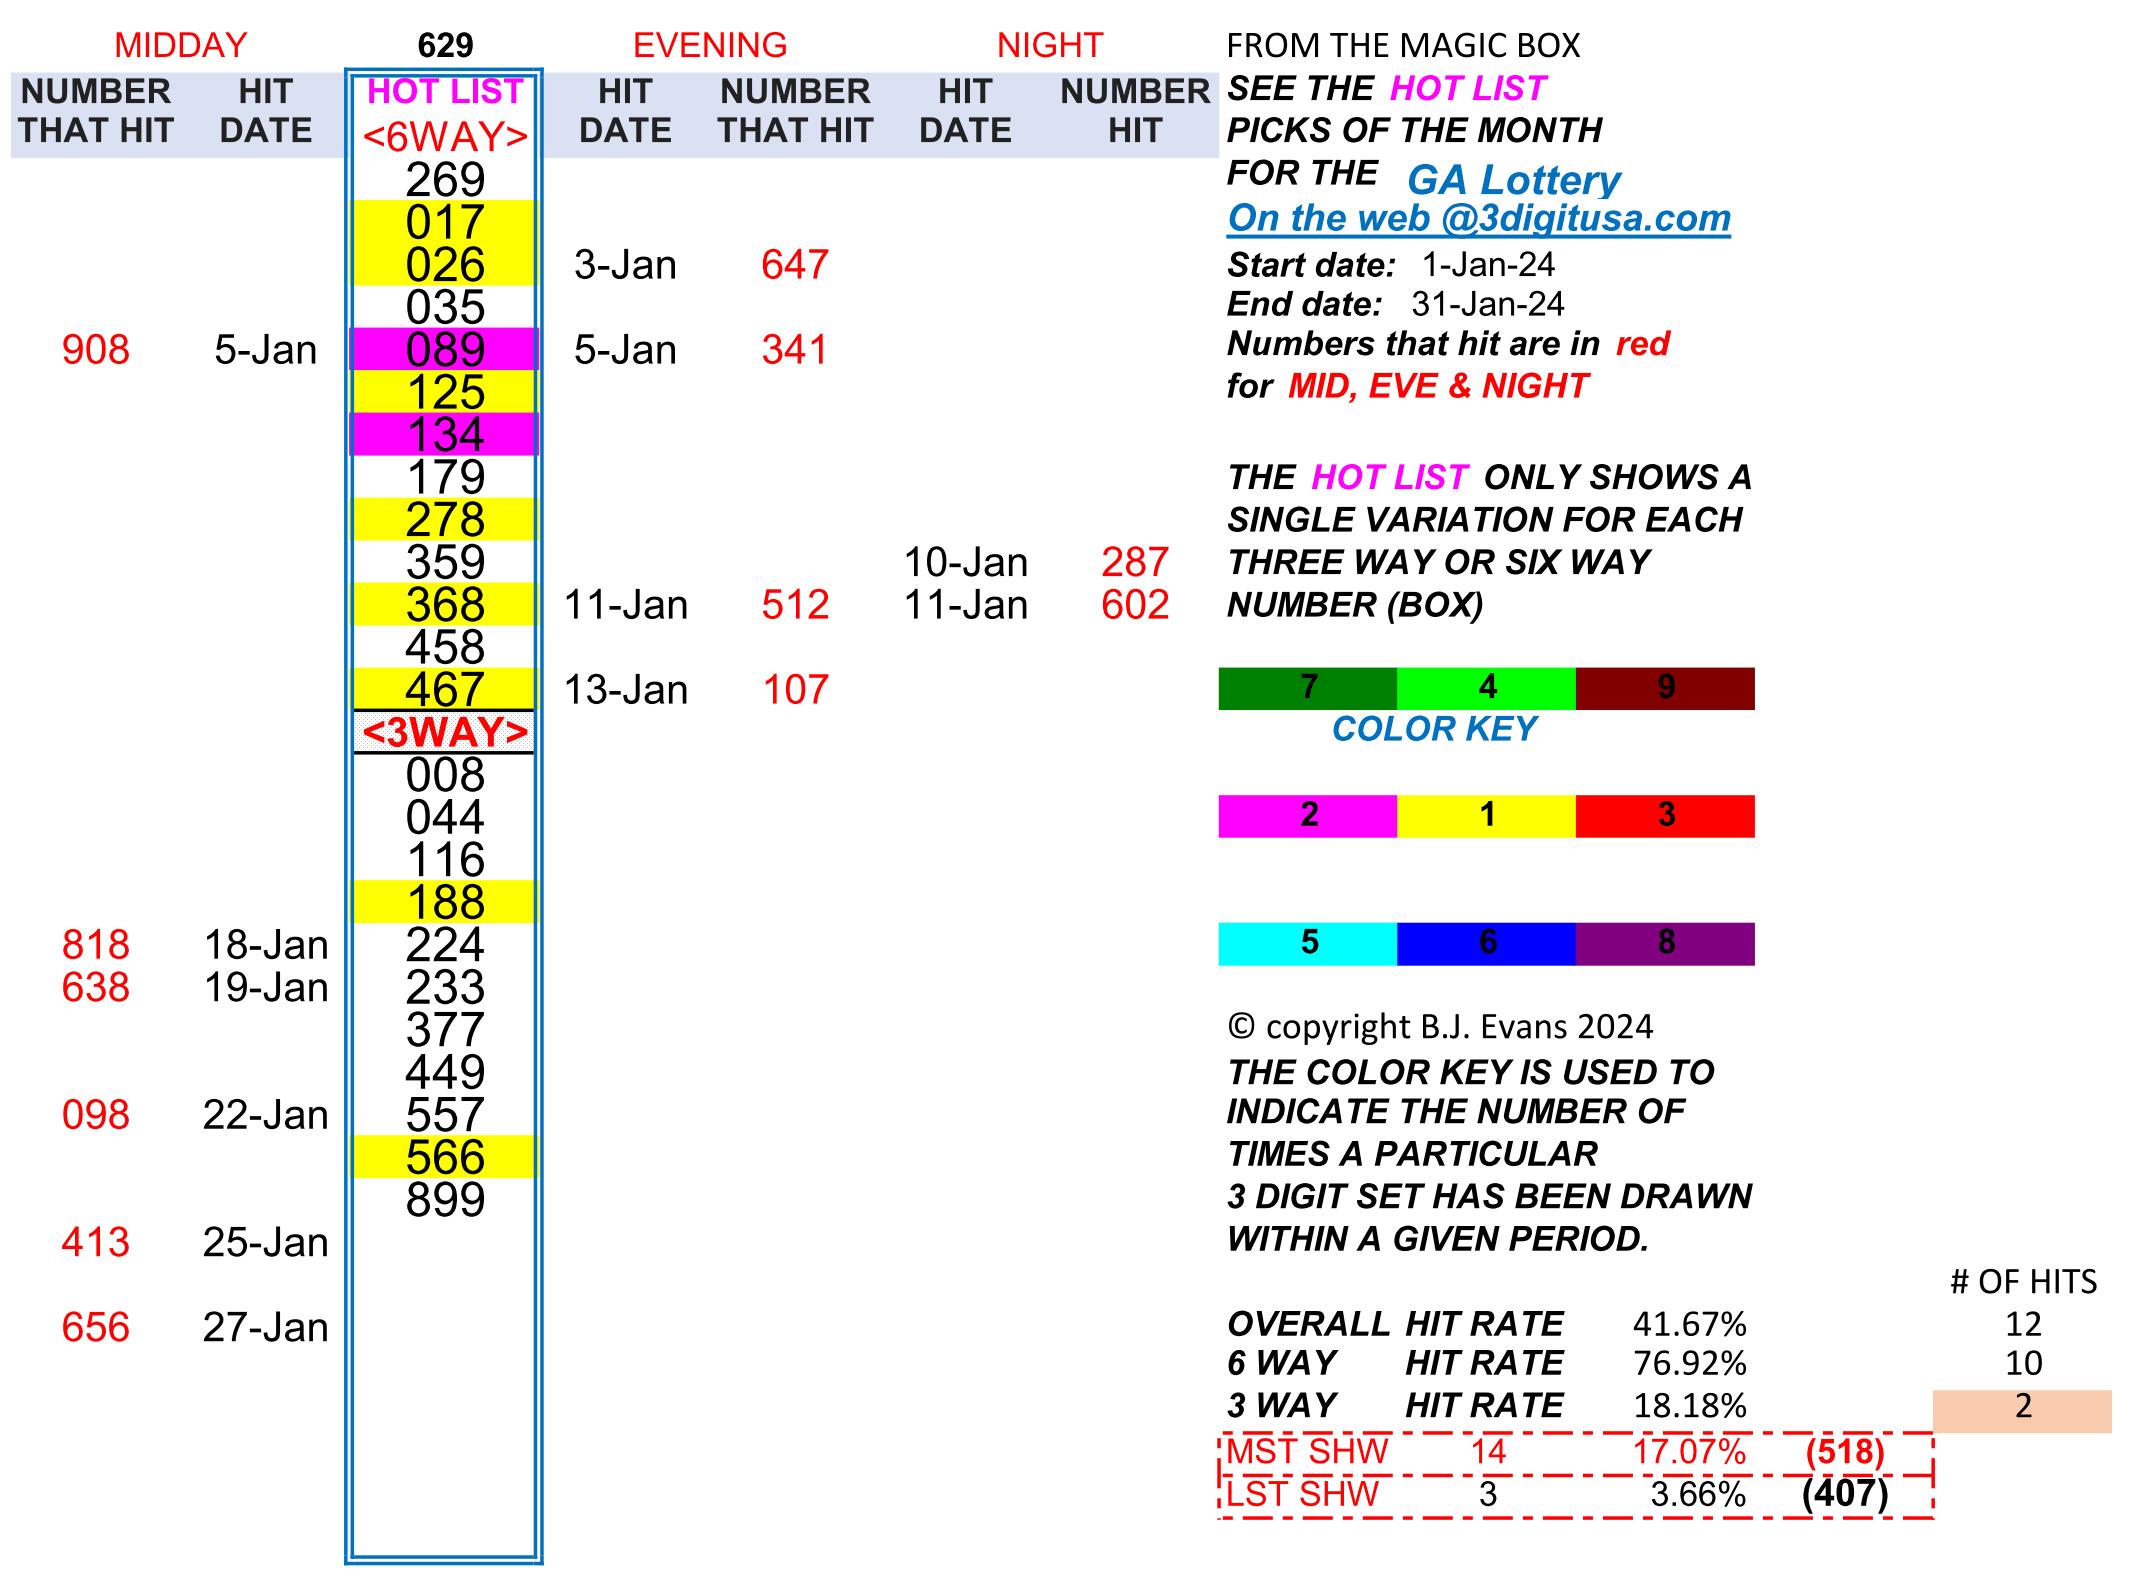 MIDDAY 629 EVENING NIGHT FROM THE MAGIC BOX
NUMBER HIT HOT LIST HIT NUMBER HIT NUMBER SEE THE HOT LIST
THAT HIT DATE <6WAY> DATE THAT HIT DATE HIT PICKS OF THE MONTH
269 FOR THE GA Lottery
017 On the web @3digitusa.com
026 3-Jan 647 Start date: 1-Jan-24
035 End date: 31-Jan-24
908 5-Jan 089 5-Jan 341 Numbers that hit are in red
125 for MID, EVE & NIGHT
134
179 THE HOT LIST ONLY SHOWS A
278 SINGLE VARIATION FOR EACH
359 10-Jan 287 THREE WAY OR SIX WAY
368 11-Jan 512 11-Jan 602 NUMBER (BOX)
458
467 13-Jan 107 7 4 9
<3WAY> COLOR KEY
008
044 2 1 3
116
188
818 18-Jan 224 5 6 8
638 19-Jan 233
377 © copyright B.J. Evans 2024
449 THE COLOR KEY IS USED TO
098 22-Jan 557 INDICATE THE NUMBER OF
566 TIMES A PARTICULAR
899 3 DIGIT SET HAS BEEN DRAWN
413 25-Jan WITHIN A GIVEN PERIOD.
# OF HITS
656 27-Jan OVERALL HIT RATE 41.67% 12
6 WAY HIT RATE 76.92% 10
3 WAY HIT RATE 18.18% 2
MST SHW 14 17.07% (518)
LST SHW 3 3.66% (407)